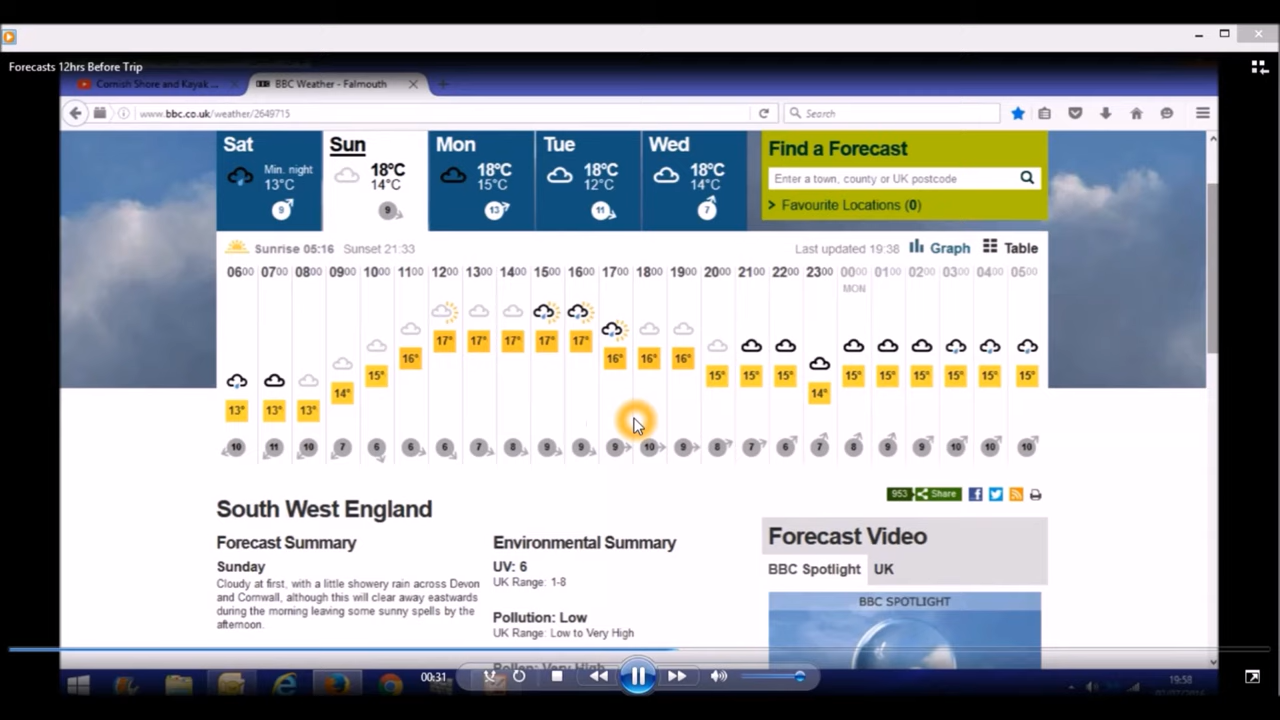 Forecasts 12hrs Before Trip
Cornish Shore and Kayak ...
BBC Weather - Falmouth
www.bbc.co.uk/weather/2649715
Search
Sat Sun Mon Tue Wed
Min. night 13°C
18°C 14°C
18°C 15°C
18°C 12°C
18°C 14°C
9 9 13 11 7
Find a Forecast
Enter a town, county or UK postcode
Favourite Locations (0)
Sunrise 05:16 Sunset 21:33
Last updated 19:38 Graph Table
0600 0700 0800 0900 1000 1100 1200 1300 1400 1500 1600 1700 1800 1900 2000 2100 2200 2300 0000 0100 0200 0300 0400 0500
MON
13° 13° 13° 14° 15° 16° 17° 17° 17° 17° 17° 16° 16° 16° 15° 15° 15° 14° 15° 15° 15° 15° 15° 15°
10 11 10 7 6 6 6 7 8 9 9 9 10 9 8 7 6 7 8 9 9 10 10 10
953 Share
South West England
Forecast Summary
Sunday
Cloudy at first, with a little showery rain across Devon
and Cornwall, although this will clear away eastwards
during the morning leaving some sunny spells by the
afternoon.
Environmental Summary
UV: 6
UK Range: 1-8
Pollution: Low
UK Range: Low to Very High
Pollen: Very High
Forecast Video
BBC Spotlight UK
BBC SPOTLIGHT
00:31
19:58